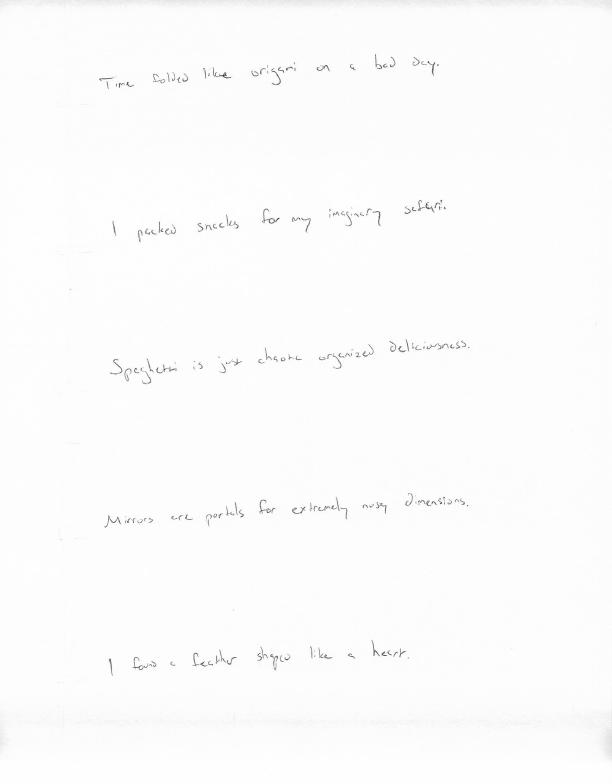 Time folded like origami on a bad day.
I packed snacks for my imaginary safari.
Spaghetti is just chaotic organized deliciousness.
Mirrors are portals for extremely nosy dimensions.
I found a feather shaped like a heart.